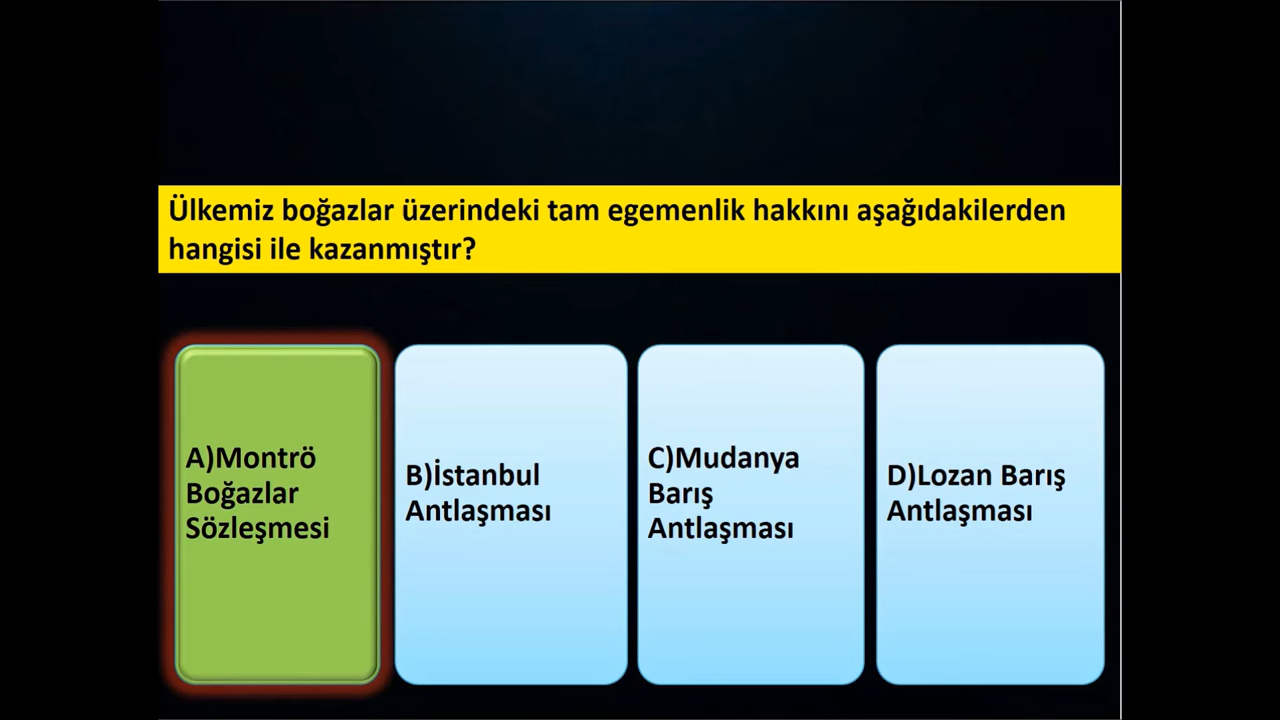 Ülkemiz boğazlar üzerindeki tam egemenlik hakkını aşağıdakilerden
hangisi ile kazanmıştır?
A)Montrö
Boğazlar
Sözleşmesi
B)İstanbul
Antlaşması
C)Mudanya
Barış
Antlaşması
D)Lozan Barış
Antlaşması